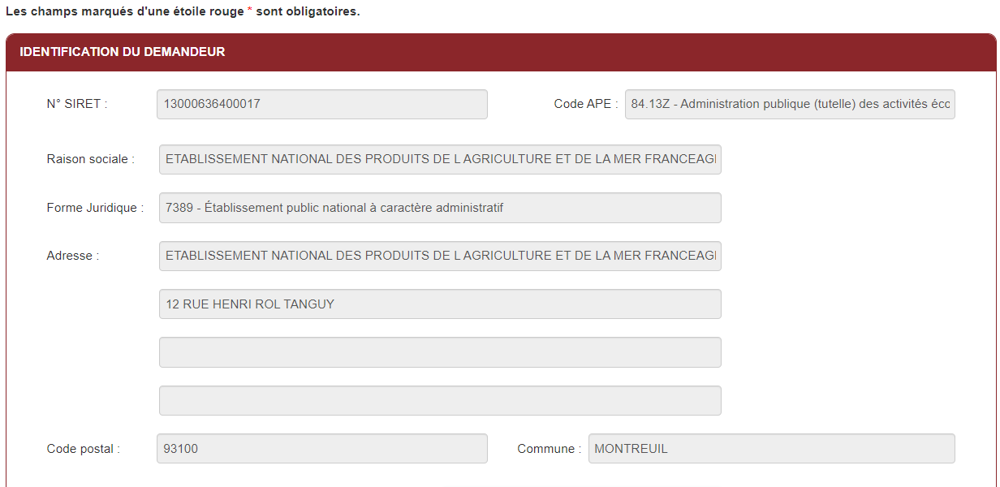 Les champs marqués d'une étoile rouge * sont obligatoires.
IDENTIFICATION DU DEMANDEUR
N° SIRET : 13000636400017 Code APE : 84.13Z - Administration publique (tutelle) des activités écc
Raison sociale : ETABLISSEMENT NATIONAL DES PRODUITS DE L AGRICULTURE ET DE LA MER FRANCEAGI
Forme Juridique : 7389 - Établissement public national à caractère administratif
Adresse : ETABLISSEMENT NATIONAL DES PRODUITS DE L AGRICULTURE ET DE LA MER FRANCEAGI
12 RUE HENRI ROL TANGUY
Code postal : 93100 Commune : MONTREUIL